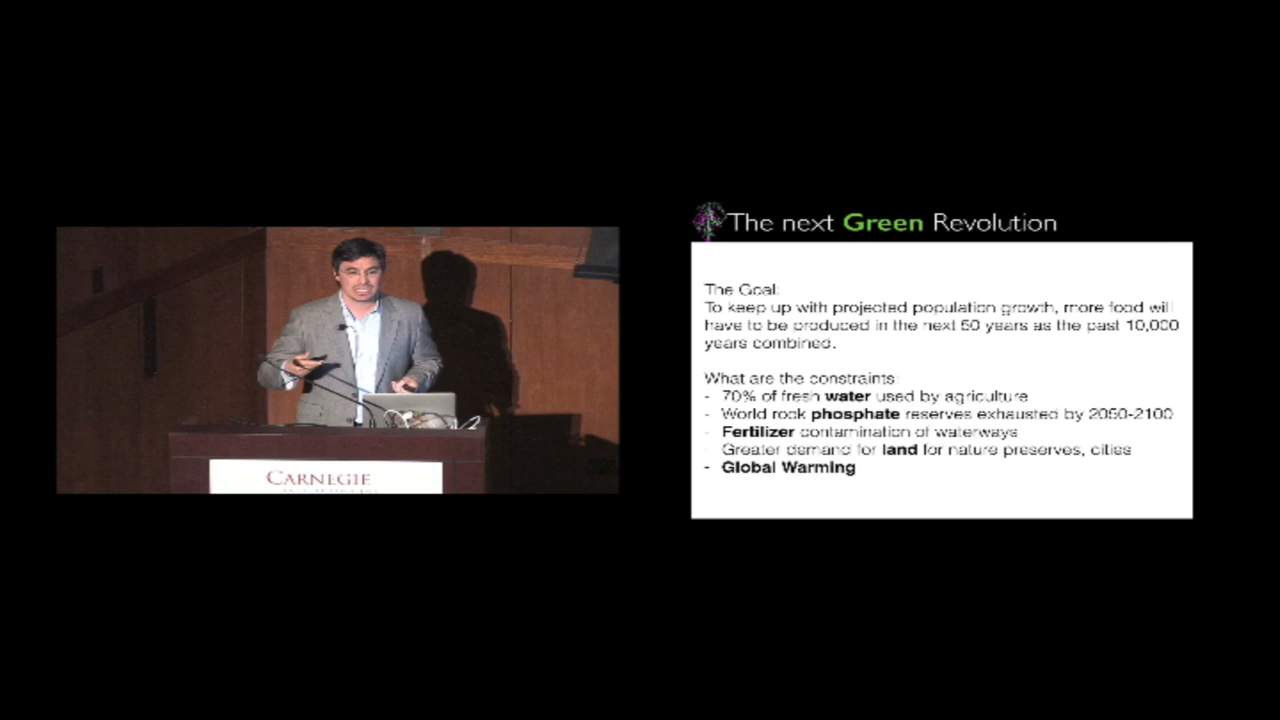 The next Green Revolution
The Goal:
To keep up with projected population growth, more food will
have to be produced in the next 50 years as the past 10,000
years combined.
What are the constraints:
- 70% of fresh water used by agriculture
- World rock phosphate reserves exhausted by 2050-2100
- Fertilizer contamination of waterways
- Greater demand for land for nature preserves, cities
- Global Warming
CARNEGIE